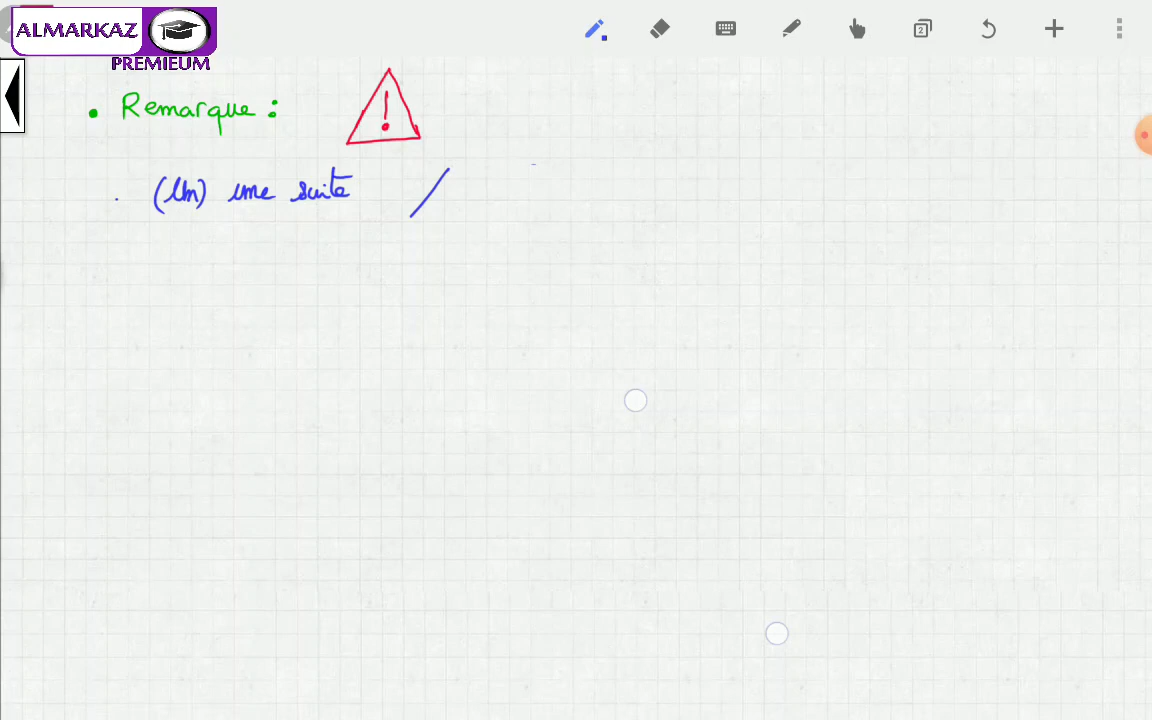 ALMARKAZ
PREMIEUM
• Remarque :
. (Un) une suite /